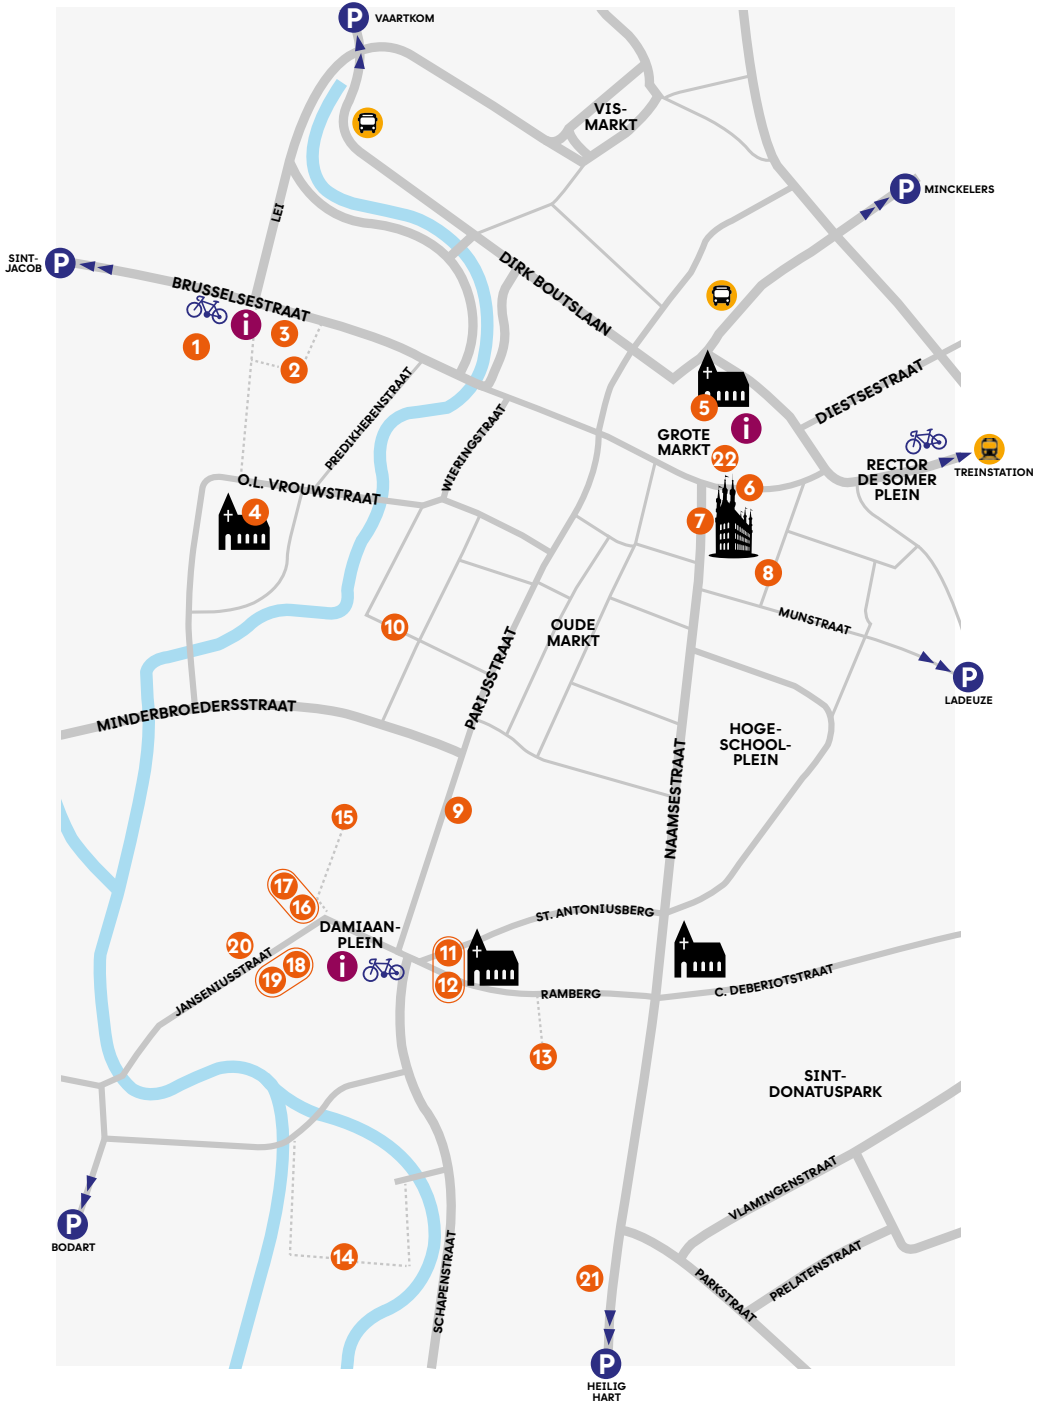 P
VAARTKOM
VIS-
MARKT
P
MINCKELERS
LEI
SINT-
JACOB
P
BRUSSELSESTRAAT
DIRK BOUTSLAAN
i
3
1
2
PREDIKHERENSTRAAT
WIERINGSTRAAT
5
DIESTSESTRAAT
i
GROTE
MARKT
22
RECTOR
DE SOMER
PLEIN
TREINSTATION
O.L. VROUWSTRAAT
6
4
7
8
10
OUDE
MARKT
MUNSTRAAT
P
LADEUZE
PARIJSSTRAAT
MINDERBROEDERSSTRAAT
HOGE-
SCHOOL-
PLEIN
NAAMSESTRAAT
9
15
17
16
ST. ANTONIUSBERG
DAMIAAN-
PLEIN
20
11
i
18
19
12
JANSENIUSSTRAAT
RAMBERG
C. DEBERIOTSTRAAT
13
SINT-
DONATUSPARK
VLAMINGENSTRAAT
P
BODART
14
SCHAPENSTRAAT
21
PARKSTRAAT
PRELATENSTRAAT
P
HEILIG
HART